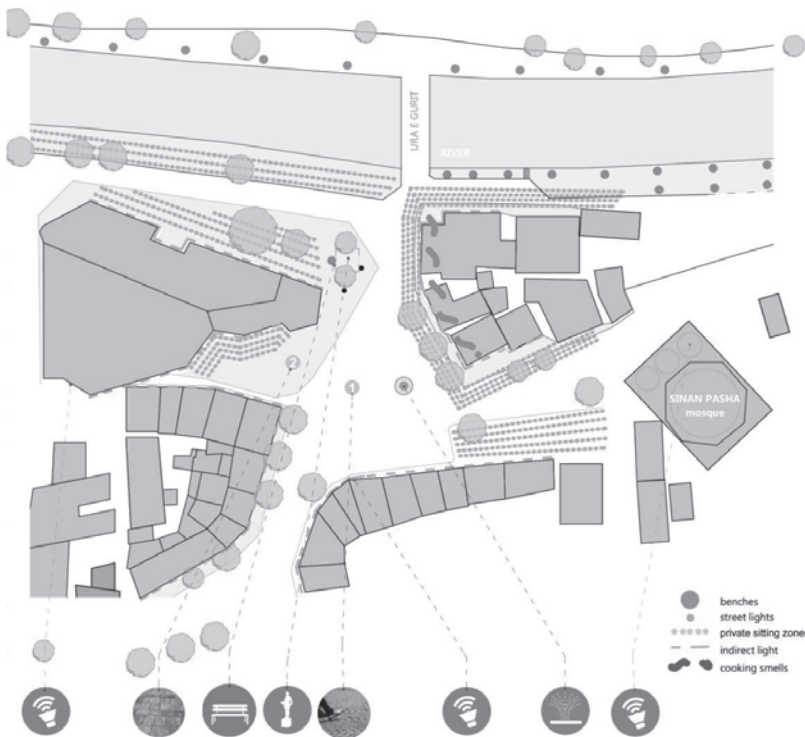 URA E GURIT
RIVER
2
1
SINAN PASHA
mosque
benches
street lights
private sitting zone
indirect light
cooking smells